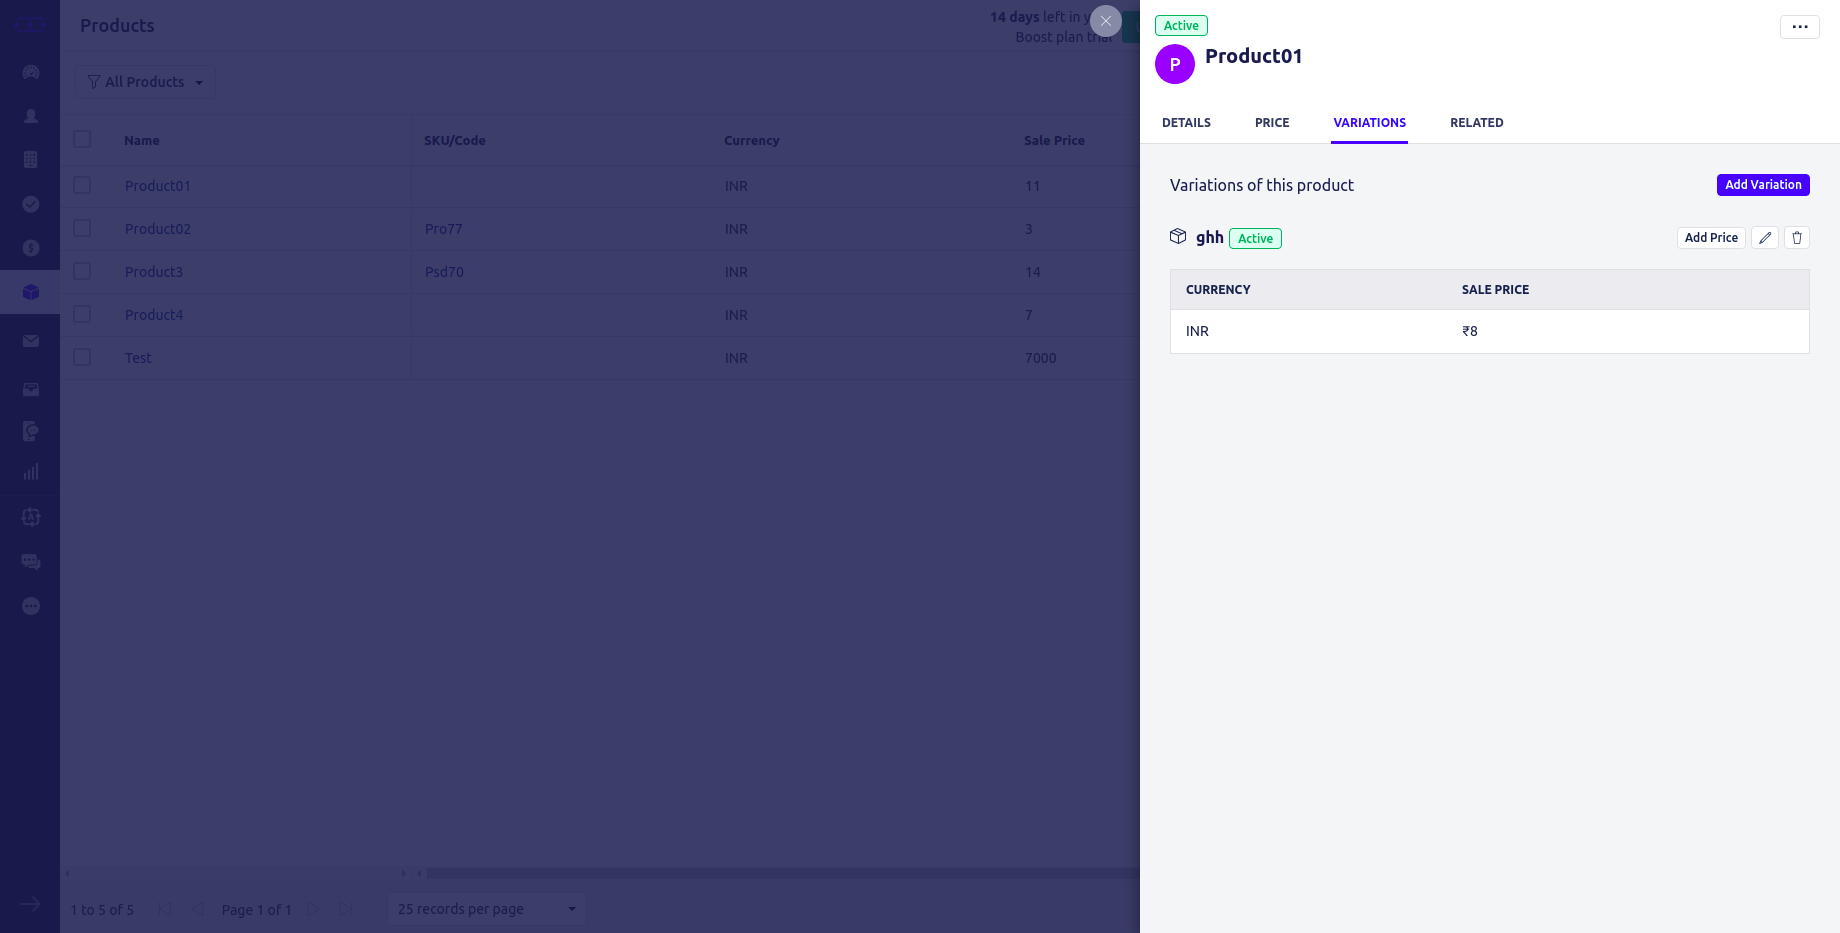 Products
14 days left in y
Boost plan trial
All Products
Name SKU/Code Currency Sale Price
Product01 INR 11
Product02 Pro77 INR 3
Product3 Psd70 INR 14
Product4 INR 7
Test INR 7000
1 to 5 of 5 Page 1 of 1 25 records per page
Active
P Product01
DETAILS PRICE VARIATIONS RELATED
Variations of this product Add Variation
ghh Active Add Price
CURRENCY SALE PRICE
INR ₹8